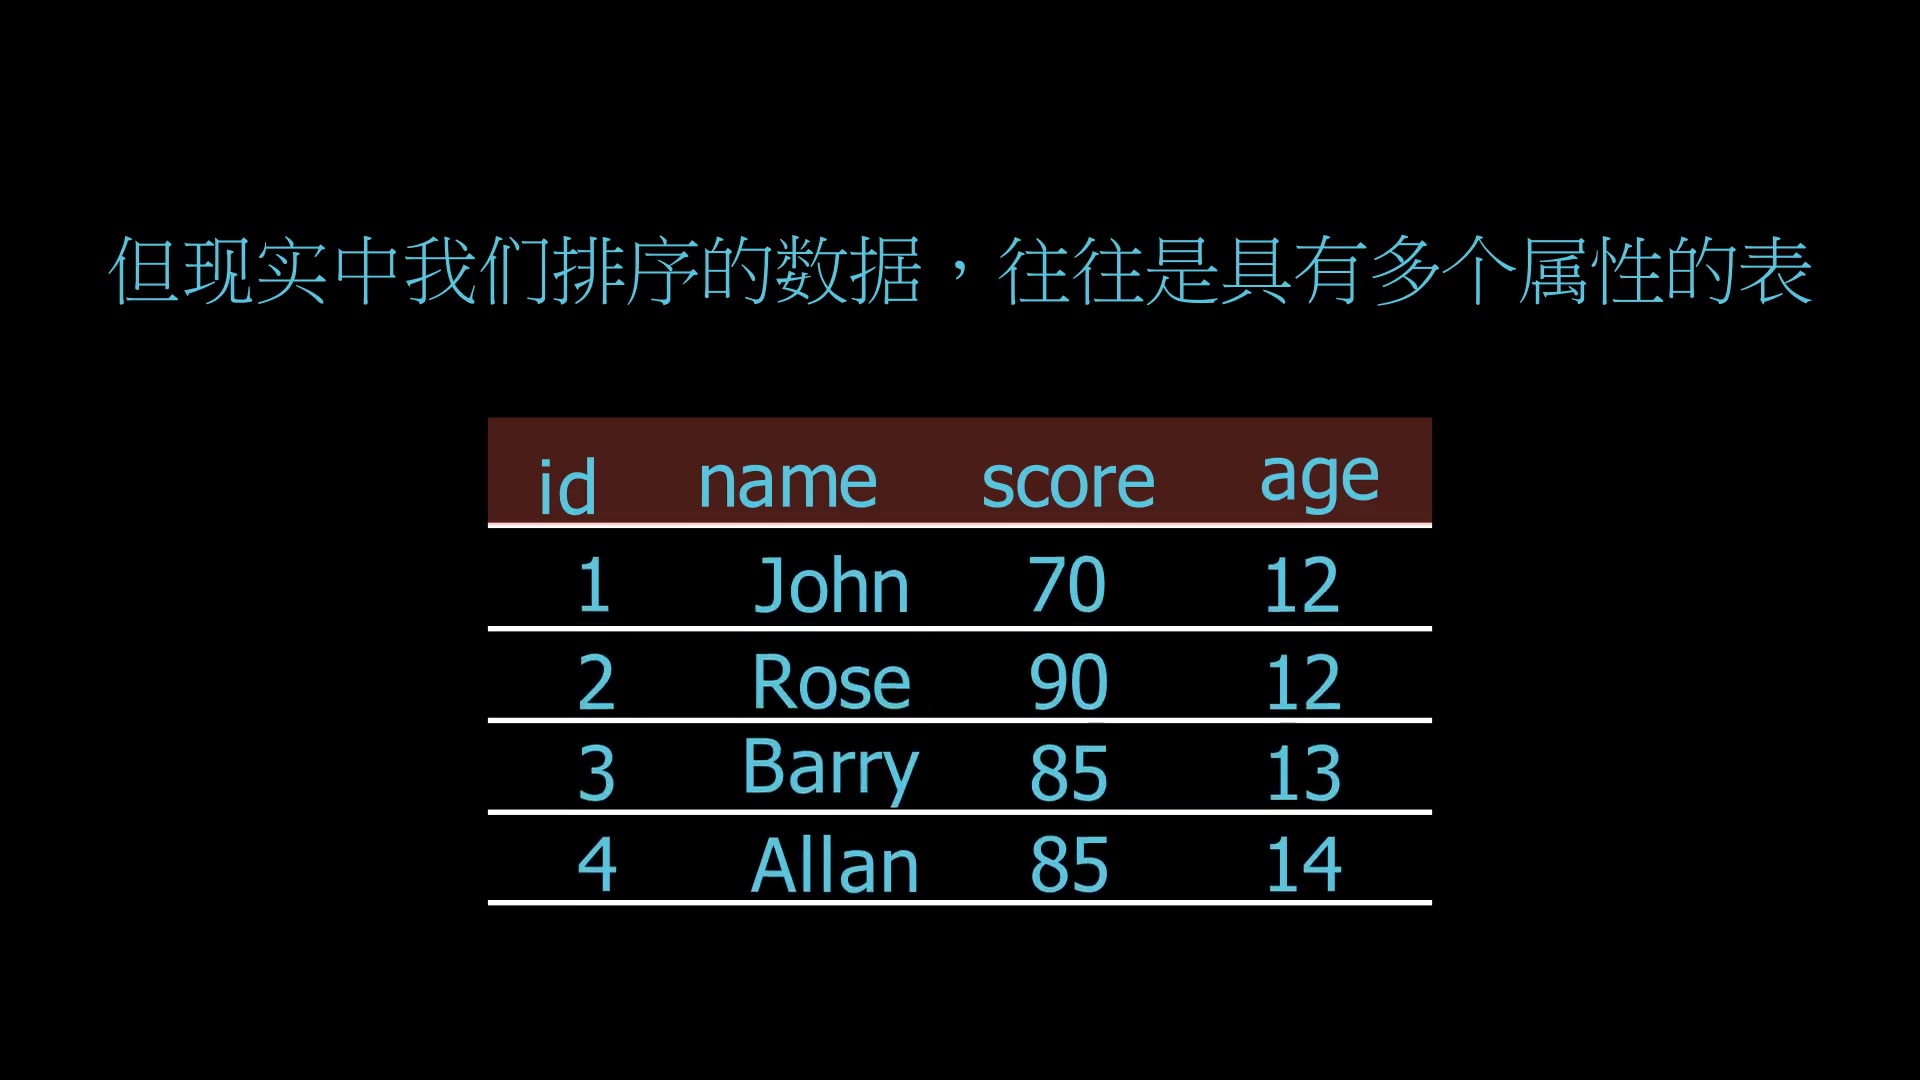 但现实中我们排序的数据，往往是具有多个属性的表
id name score age
1 John 70 12
2 Rose 90 12
3 Barry 85 13
4 Allan 85 14